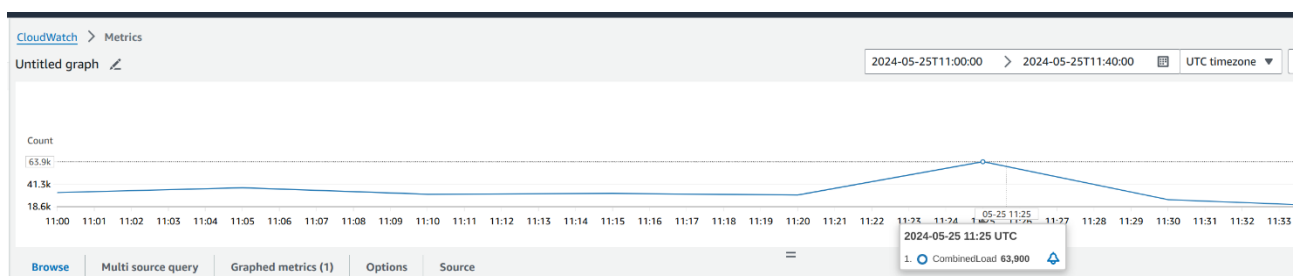 CloudWatch > Metrics
Untitled graph
2024-05-25T11:00:00 > 2024-05-25T11:40:00 UTC timezone
Count
63.9k
41.3k
18.6k
11:00 11:01 11:02 11:03 11:04 11:05 11:06 11:07 11:08 11:09 11:10 11:11 11:12 11:13 11:14 11:15 11:16 11:17 11:18 11:19 11:20 11:21 11:22 11:23 11:24 11:27 11:28 11:29 11:30 11:31 11:32 11:33
05-25 11:25
2024-05-25 11:25 UTC
1. CombinedLoad 63,900
Browse Multi source query Graphed metrics (1) Options Source